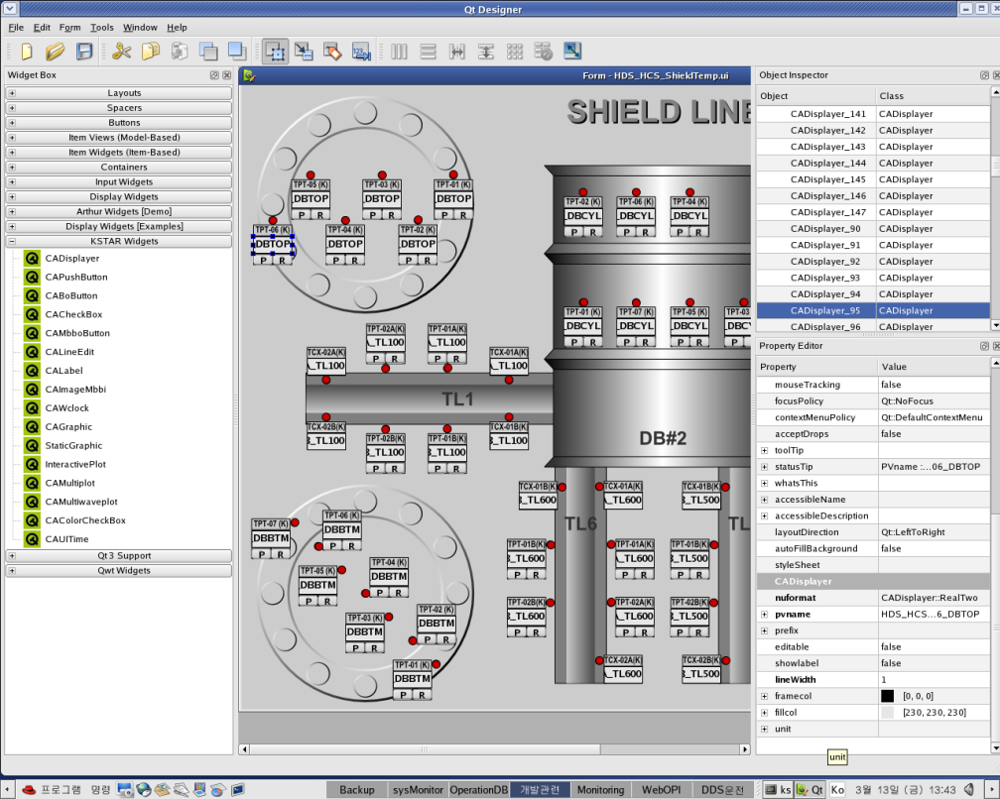 Qt Designer
File Edit Form Tools Window Help
Widget Box
Layouts
Spacers
Buttons
Item Views (Model-Based)
Item Widgets (Item-Based)
Containers
Input Widgets
Display Widgets
Arthur Widgets [Demo]
Display Widgets [Examples]
KSTAR Widgets
CADisplayer
CAPushButton
CABoButton
CACheckBox
CAMbboButton
CALineEdit
CALabel
CAImageMbbi
CAWclock
CAGraphic
StaticGraphic
InteractivePlot
CAMultiplot
CAMultiwaveplot
CAColorCheckBox
CAUITime
Qt3 Support
Qwt Widgets
Form - HDS_HCS_ShieldTemp.ui
SHIELD LINE
TPT-05 (K) TPT-03 (K) TPT-01 (K)
DBTOP DBTOP DBTOP
P R P R P R
TPT-06 (K) TPT-04 (K) TPT-02 (K)
DBTOP DBTOP DBTOP
P R P R P R
TPT-02 (K) TPT-06 (K) TPT-04 (K)
DBCYL DBCYL DBCYL
P R P R P R
TPT-01 (K) TPT-07 (K) TPT-05 (K) TPT-03
DBCYL DBCYL DBCYL DBCY
P R P R P R P
TPT-02A(K) TPT-01A(K)
\_TL100 \_TL100
P R P R
TCX-02A(K) TCX-01A(K)
\_TL100 \_TL100
TL1
TCX-02B(K) TCX-01B(K)
3_TL100 3_TL100
TPT-02B(K) TPT-01B(K)
3_TL100 3_TL100
P R P R
DB#2
TCX-01B(K) TCX-01A(K) TCX-01B(K)
3_TL600 \_TL600 3_TL500
TL6 TL
TPT-01B(K) TPT-01A(K) TPT-01B(K)
3_TL600 \_TL600 3_TL500
P R P R P R
TPT-02B(K) TPT-02A(K) TPT-02B(K)
3_TL600 \_TL600 3_TL500
P R P R P R
TCX-02A(K) TCX-02B(K)
\_TL600 3_TL500
TPT-07 (K) TPT-06 (K)
DBBTM DBBTM
P R P R
TPT-05 (K) TPT-04 (K)
DBBTM DBBTM
P R P R
TPT-03 (K) TPT-02 (K)
DBBTM DBBTM
P R P R
TPT-01 (K)
DBBTM
P R
Object Inspector
Object Class
CADisplayer_141 CADisplayer
CADisplayer_142 CADisplayer
CADisplayer_143 CADisplayer
CADisplayer_144 CADisplayer
CADisplayer_145 CADisplayer
CADisplayer_146 CADisplayer
CADisplayer_147 CADisplayer
CADisplayer_90 CADisplayer
CADisplayer_91 CADisplayer
CADisplayer_92 CADisplayer
CADisplayer_93 CADisplayer
CADisplayer_94 CADisplayer
CADisplayer_95 CADisplayer
CADisplayer_96 CADisplayer
Property Editor
Property Value
mouseTracking false
focusPolicy Qt::NoFocus
contextMenuPolicy Qt::DefaultContextMenu
acceptDrops false
toolTip
statusTip PVname :...06_DBTOP
whatsThis
accessibleName
accessibleDescription
layoutDirection Qt::LeftToRight
autoFillBackground false
styleSheet
CADisplayer
nuformat CADisplayer::RealTwo
pvname HDS_HCS...6_DBTOP
prefix
editable false
showlabel false
lineWidth 1
framecol [0, 0, 0]
fillcol [230, 230, 230]
unit
unit
프로그램 명령 Backup sysMonitor OperationDB 개발관련 Monitoring WebOPI DDS운전 ks Qt Ko 3월 13일 (금) 13:43